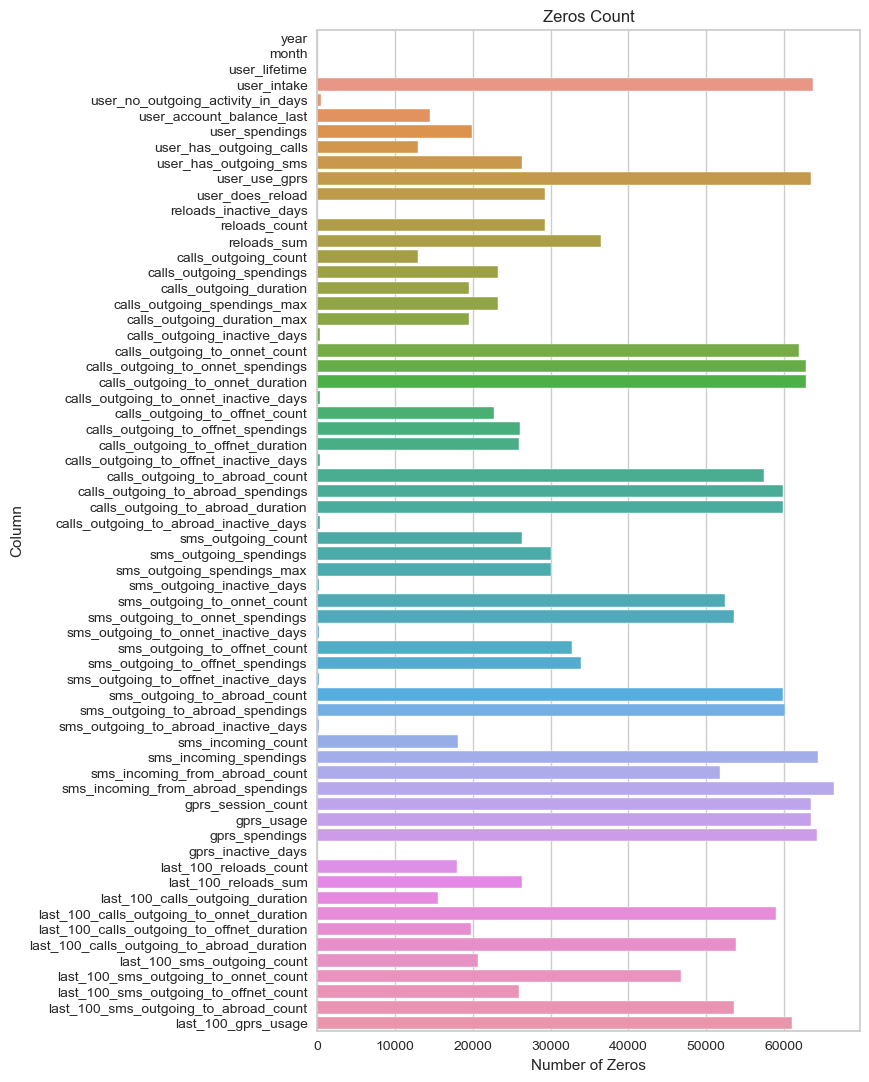 Zeros Count
Column
year
month
user_lifetime
user_intake
user_no_outgoing_activity_in_days
user_account_balance_last
user_spendings
user_has_outgoing_calls
user_has_outgoing_sms
user_use_gprs
user_does_reload
reloads_inactive_days
reloads_count
reloads_sum
calls_outgoing_count
calls_outgoing_spendings
calls_outgoing_duration
calls_outgoing_spendings_max
calls_outgoing_duration_max
calls_outgoing_inactive_days
calls_outgoing_to_onnet_count
calls_outgoing_to_onnet_spendings
calls_outgoing_to_onnet_duration
calls_outgoing_to_onnet_inactive_days
calls_outgoing_to_offnet_count
calls_outgoing_to_offnet_spendings
calls_outgoing_to_offnet_duration
calls_outgoing_to_offnet_inactive_days
calls_outgoing_to_abroad_count
calls_outgoing_to_abroad_spendings
calls_outgoing_to_abroad_duration
calls_outgoing_to_abroad_inactive_days
sms_outgoing_count
sms_outgoing_spendings
sms_outgoing_spendings_max
sms_outgoing_inactive_days
sms_outgoing_to_onnet_count
sms_outgoing_to_onnet_spendings
sms_outgoing_to_onnet_inactive_days
sms_outgoing_to_offnet_count
sms_outgoing_to_offnet_spendings
sms_outgoing_to_offnet_inactive_days
sms_outgoing_to_abroad_count
sms_outgoing_to_abroad_spendings
sms_outgoing_to_abroad_inactive_days
sms_incoming_count
sms_incoming_spendings
sms_incoming_from_abroad_count
sms_incoming_from_abroad_spendings
gprs_session_count
gprs_usage
gprs_spendings
gprs_inactive_days
last_100_reloads_count
last_100_reloads_sum
last_100_calls_outgoing_duration
last_100_calls_outgoing_to_onnet_duration
last_100_calls_outgoing_to_offnet_duration
last_100_calls_outgoing_to_abroad_duration
last_100_sms_outgoing_count
last_100_sms_outgoing_to_onnet_count
last_100_sms_outgoing_to_offnet_count
last_100_sms_outgoing_to_abroad_count
last_100_gprs_usage
0 10000 20000 30000 40000 50000 60000
Number of Zeros